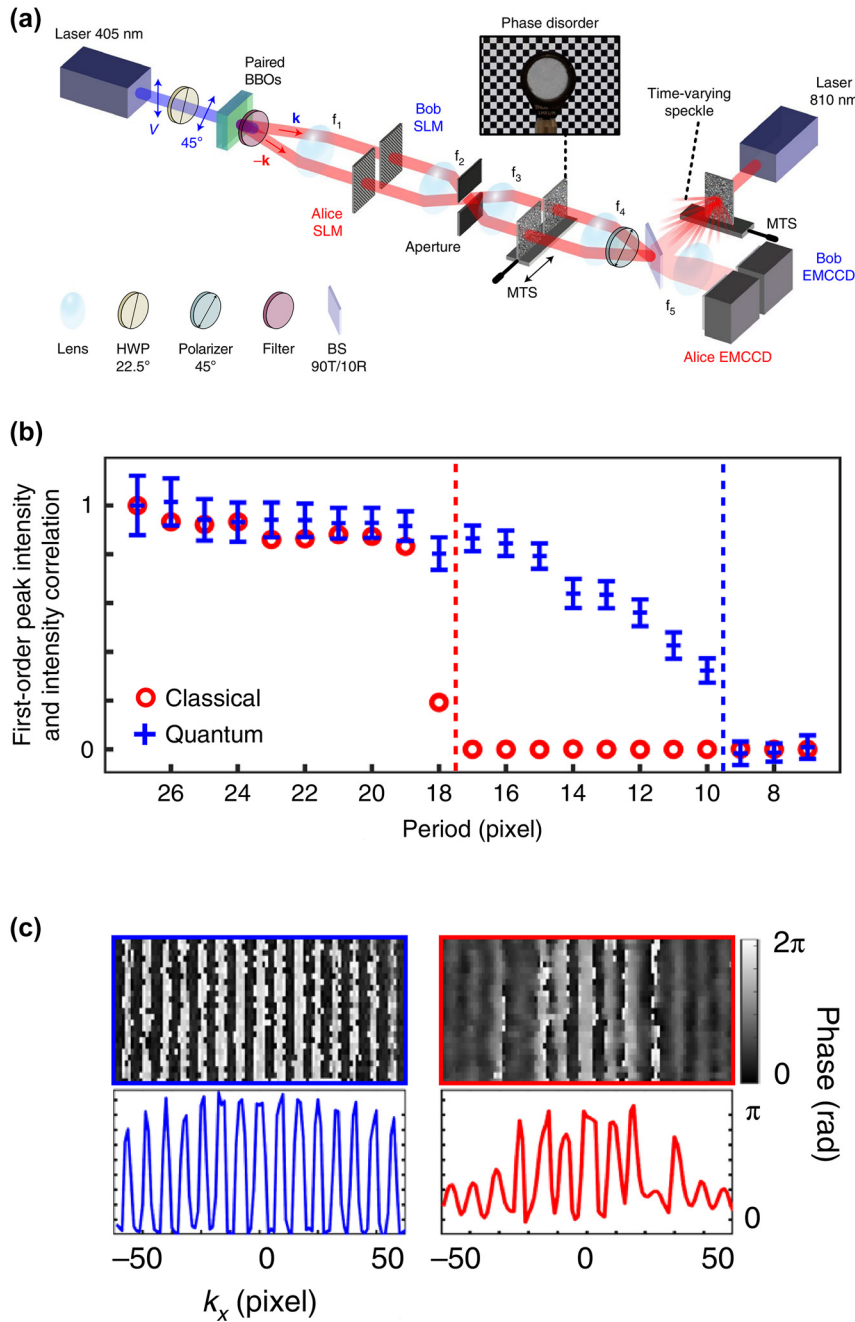 (a)
Laser 405 nm
Paired
BBOs
V
45°
k
–k
f1
Bob
SLM
Alice
SLM
f2
Aperture
f3
Phase disorder
MTS
f4
Time-varying
speckle
Laser
810 nm
MTS
Bob
EMCCD
f5
Alice EMCCD
Lens
HWP
22.5°
Polarizer
45°
Filter
BS
90T/10R
(b)
First-order peak intensity
and intensity correlation
1
0
Classical
Quantum
26 24 22 20 18 16 14 12 10 8
Period (pixel)
(c)
2π
0
Phase (rad)
π
0
–50 0 50
–50 0 50
kx (pixel)